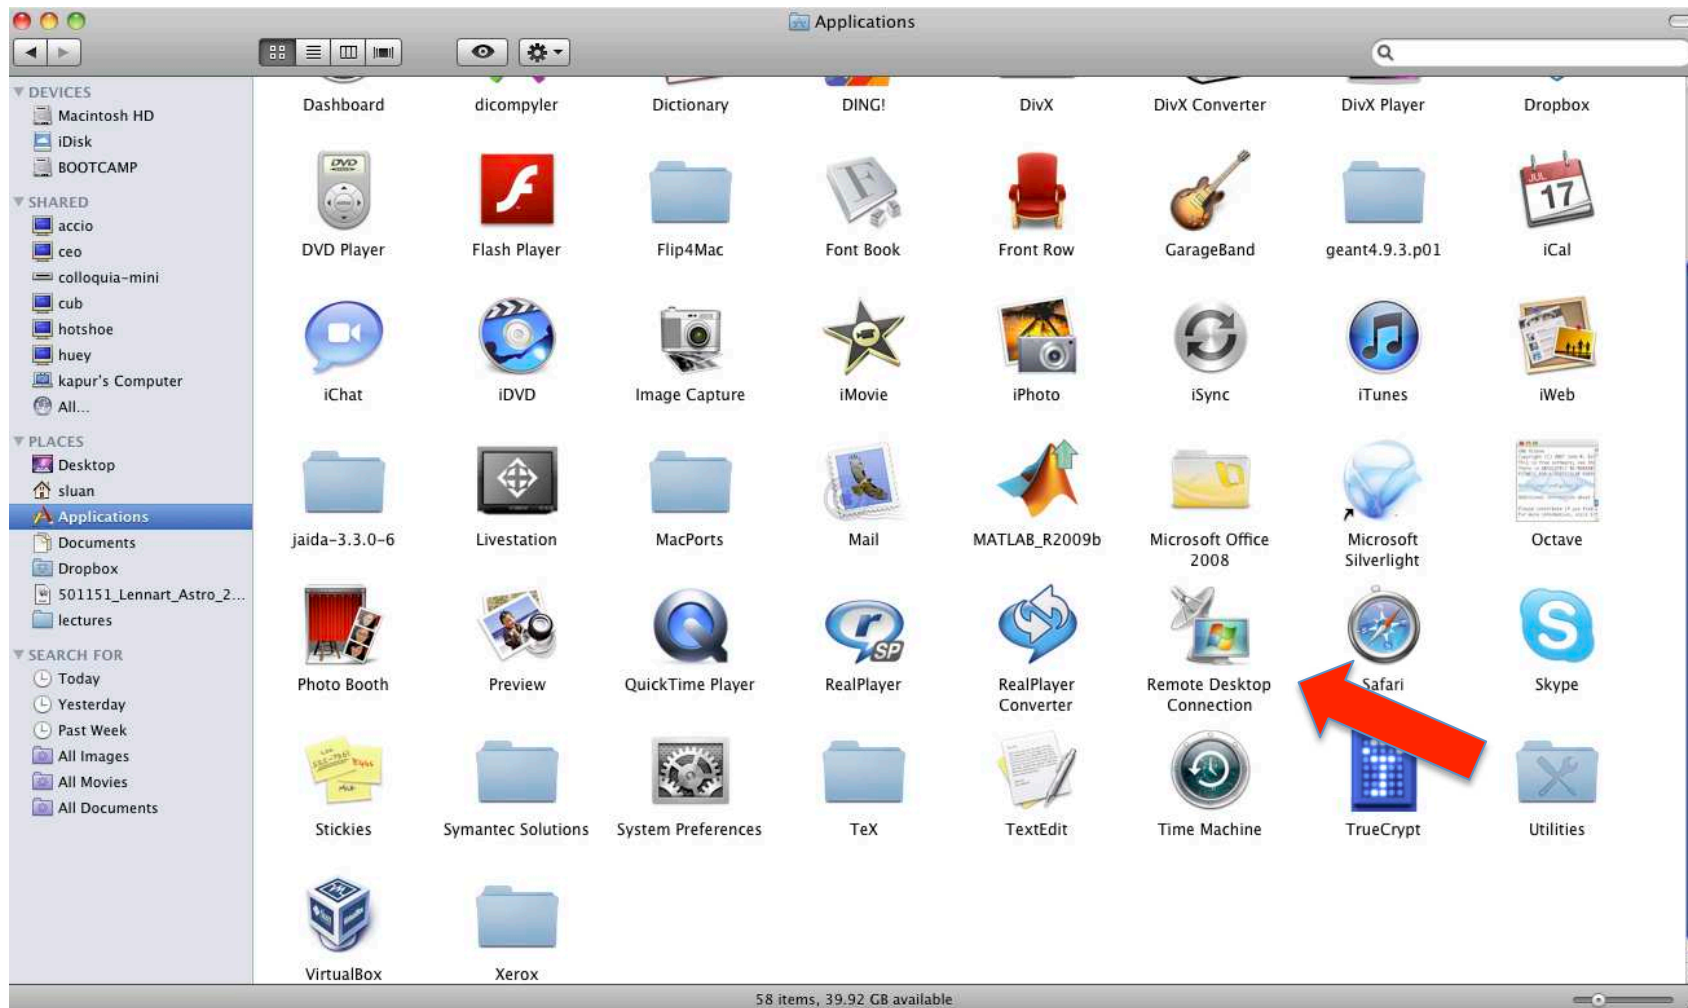 Applications
DEVICES
Macintosh HD
iDisk
BOOTCAMP
SHARED
accio
ceo
colloquia-mini
cub
hotshoe
huey
kapur's Computer
All...
PLACES
Desktop
sluan
Applications
Documents
Dropbox
501151_Lennart_Astro_2...
lectures
SEARCH FOR
Today
Yesterday
Past Week
All Images
All Movies
All Documents
Dashboard dicompyler Dictionary DING! DivX DivX Converter DivX Player Dropbox
DVD
JUL
17
DVD Player Flash Player Flip4Mac Font Book Front Row GarageBand geant4.9.3.p01 iCal
iChat iDVD Image Capture iMovie iPhoto iSync iTunes iWeb
jaida-3.3.0-6 Livestation MacPorts Mail MATLAB_R2009b Microsoft Office Microsoft Octave
2008 Silverlight
SP
Photo Booth Preview QuickTime Player RealPlayer RealPlayer Remote Desktop Safari Skype
Converter Connection
Stickies Symantec Solutions System Preferences TeX TextEdit Time Machine TrueCrypt Utilities
VirtualBox Xerox
58 items, 39.92 GB available